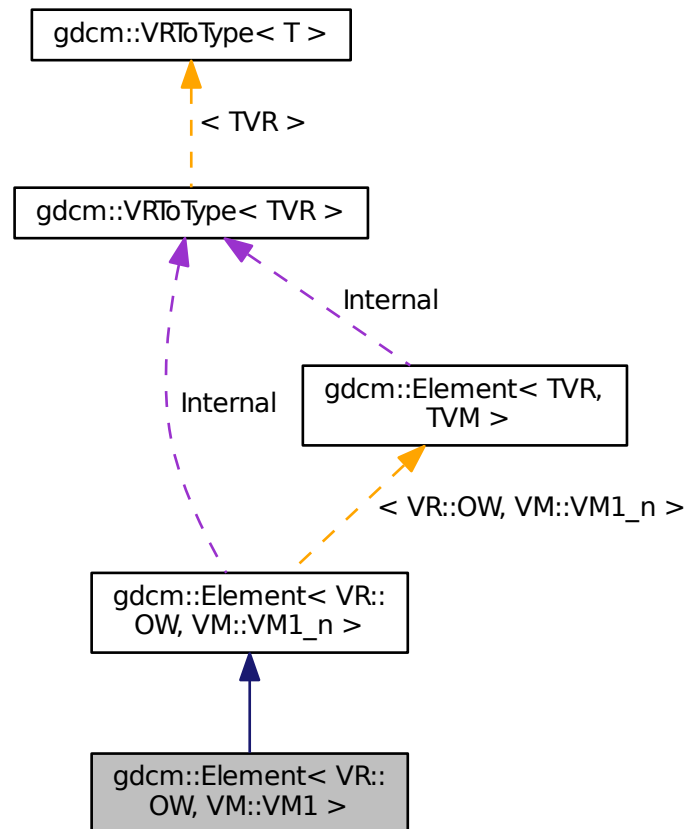 gdcm::VRToType< T >
< TVR >
gdcm::VRToType< TVR >
Internal
gdcm::Element< TVR,
TVM >
Internal
< VR::OW, VM::VM1_n >
gdcm::Element< VR::
OW, VM::VM1_n >
gdcm::Element< VR::
OW, VM::VM1 >